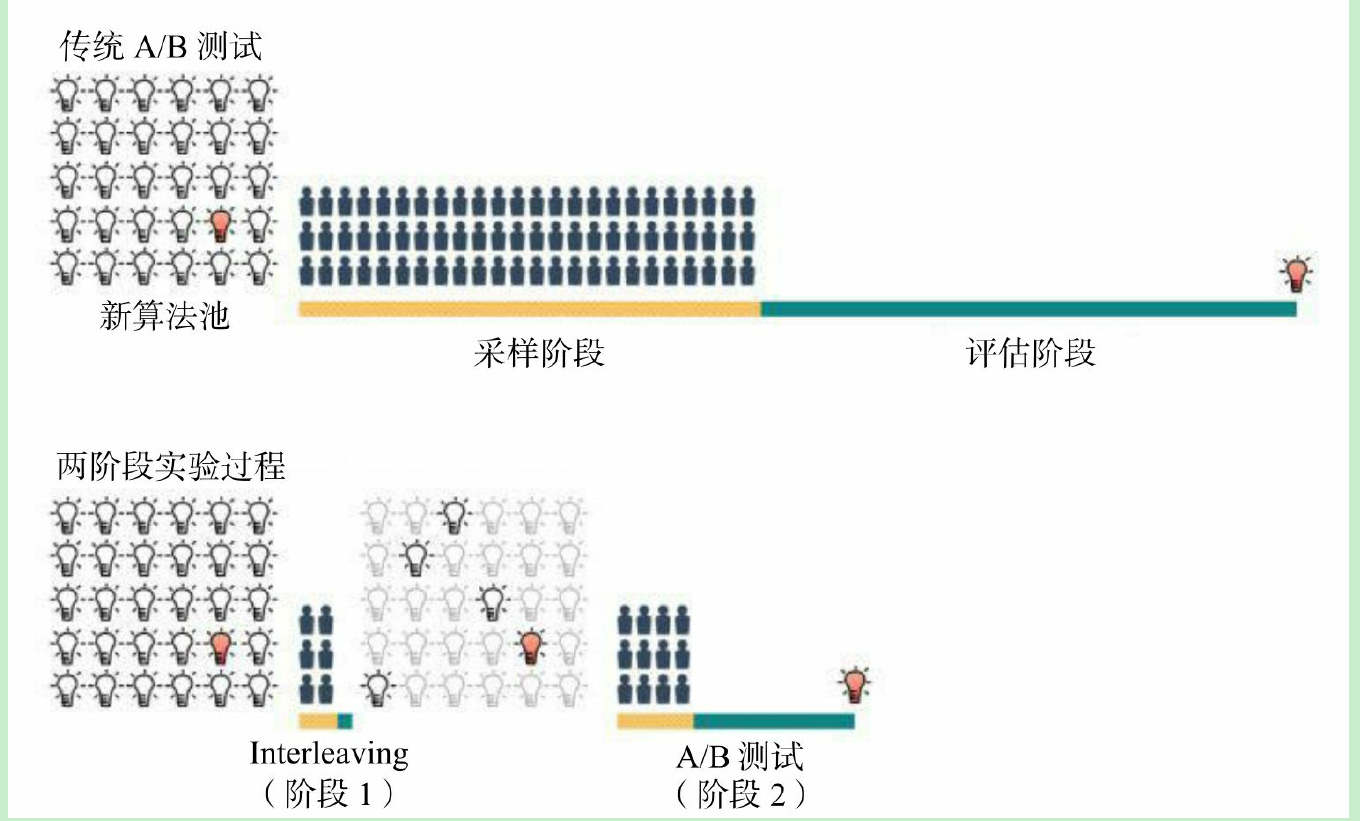 传统 A/B 测试
新算法池
采样阶段
评估阶段
两阶段实验过程
Interleaving
（阶段 1）
A/B 测试
（阶段 2）